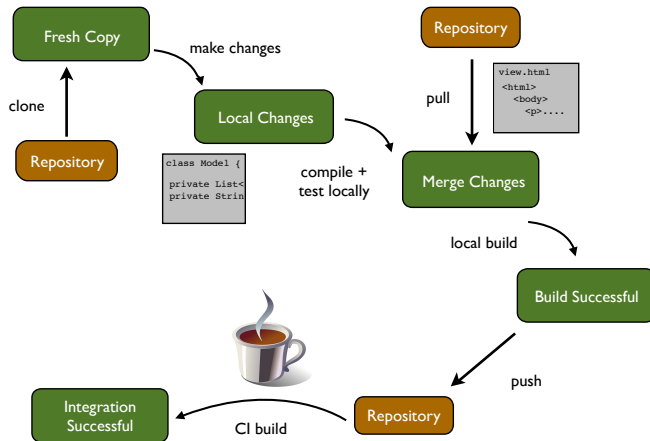 Fresh Copy
make changes
Repository
clone
Local Changes
pull
view.html
<html>
<body>
<p>....
Repository
class Model {
private List<
private Strin
compile +
test locally
Merge Changes
local build
Build Successful
push
Integration
Successful
CI build
Repository